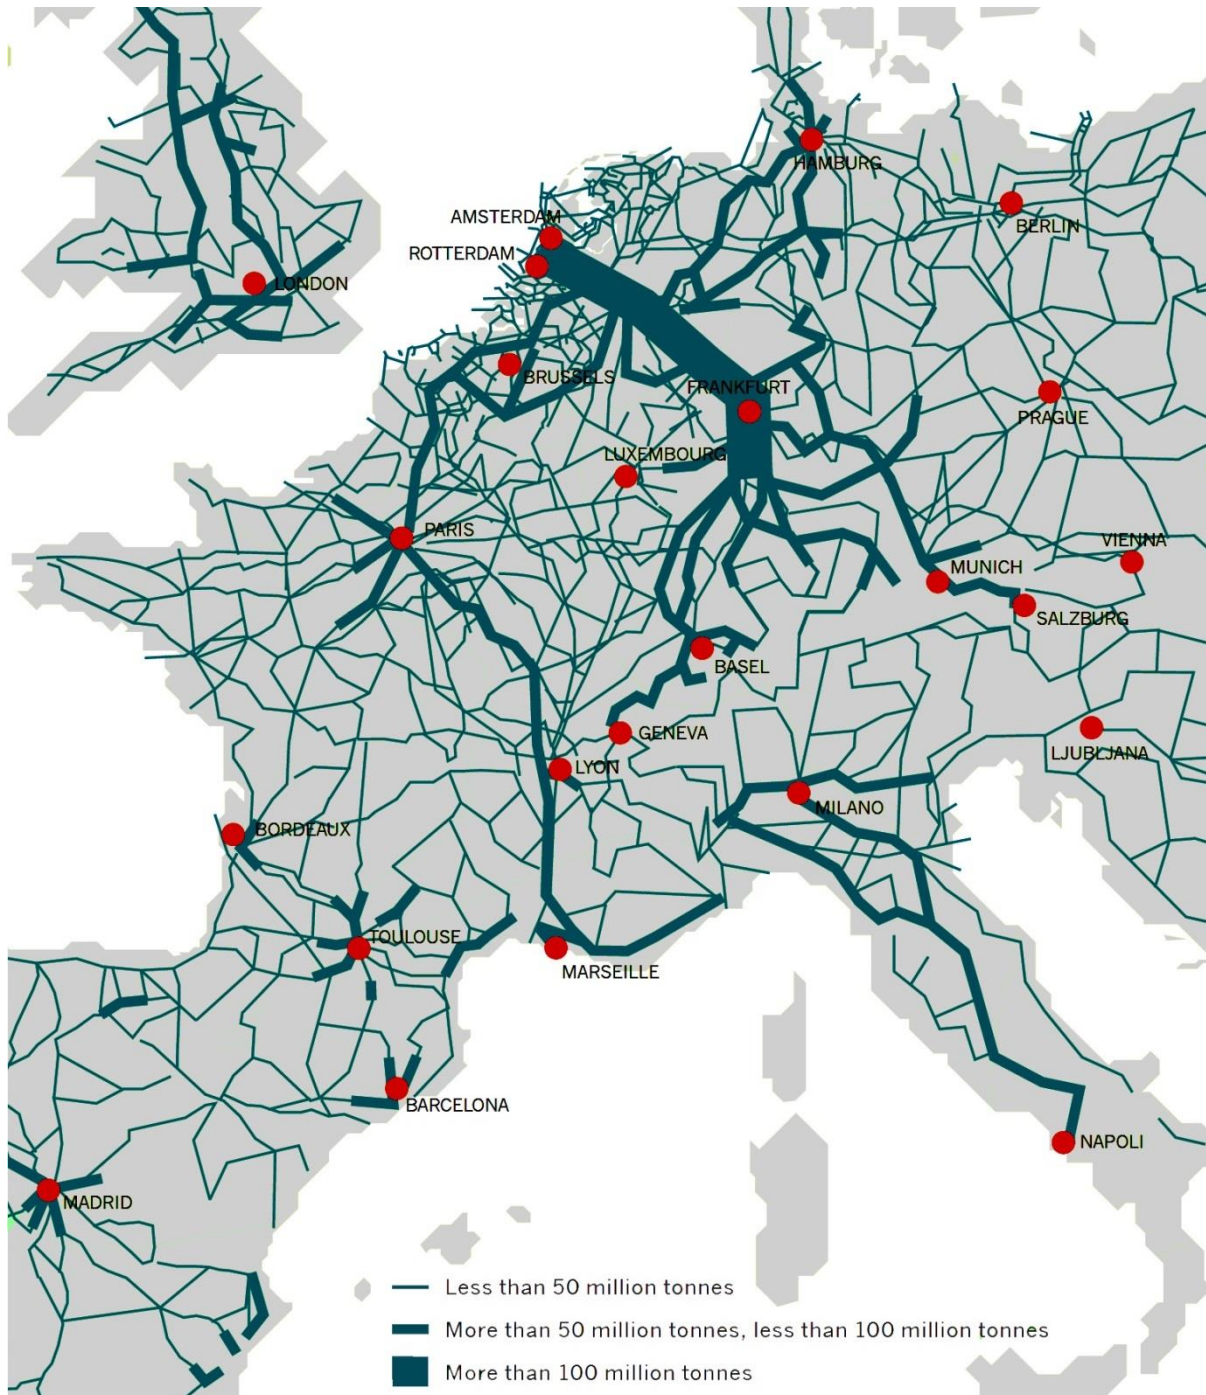 HAMBURG
AMSTERDAM
BERLIN
ROTTERDAM
LONDON
BRUSSELS
FRANKFURT
PRAGUE
LUXEMBOURG
PARIS
VIENNA
MUNICH
SALZBURG
BASEL
GENEVA
LJUBLJANA
LYON
MILANO
BORDEAUX
TOULOUSE
MARSEILLE
BARCELONA
NAPOLI
MADRID
Less than 50 million tonnes
More than 50 million tonnes, less than 100 million tonnes
More than 100 million tonnes